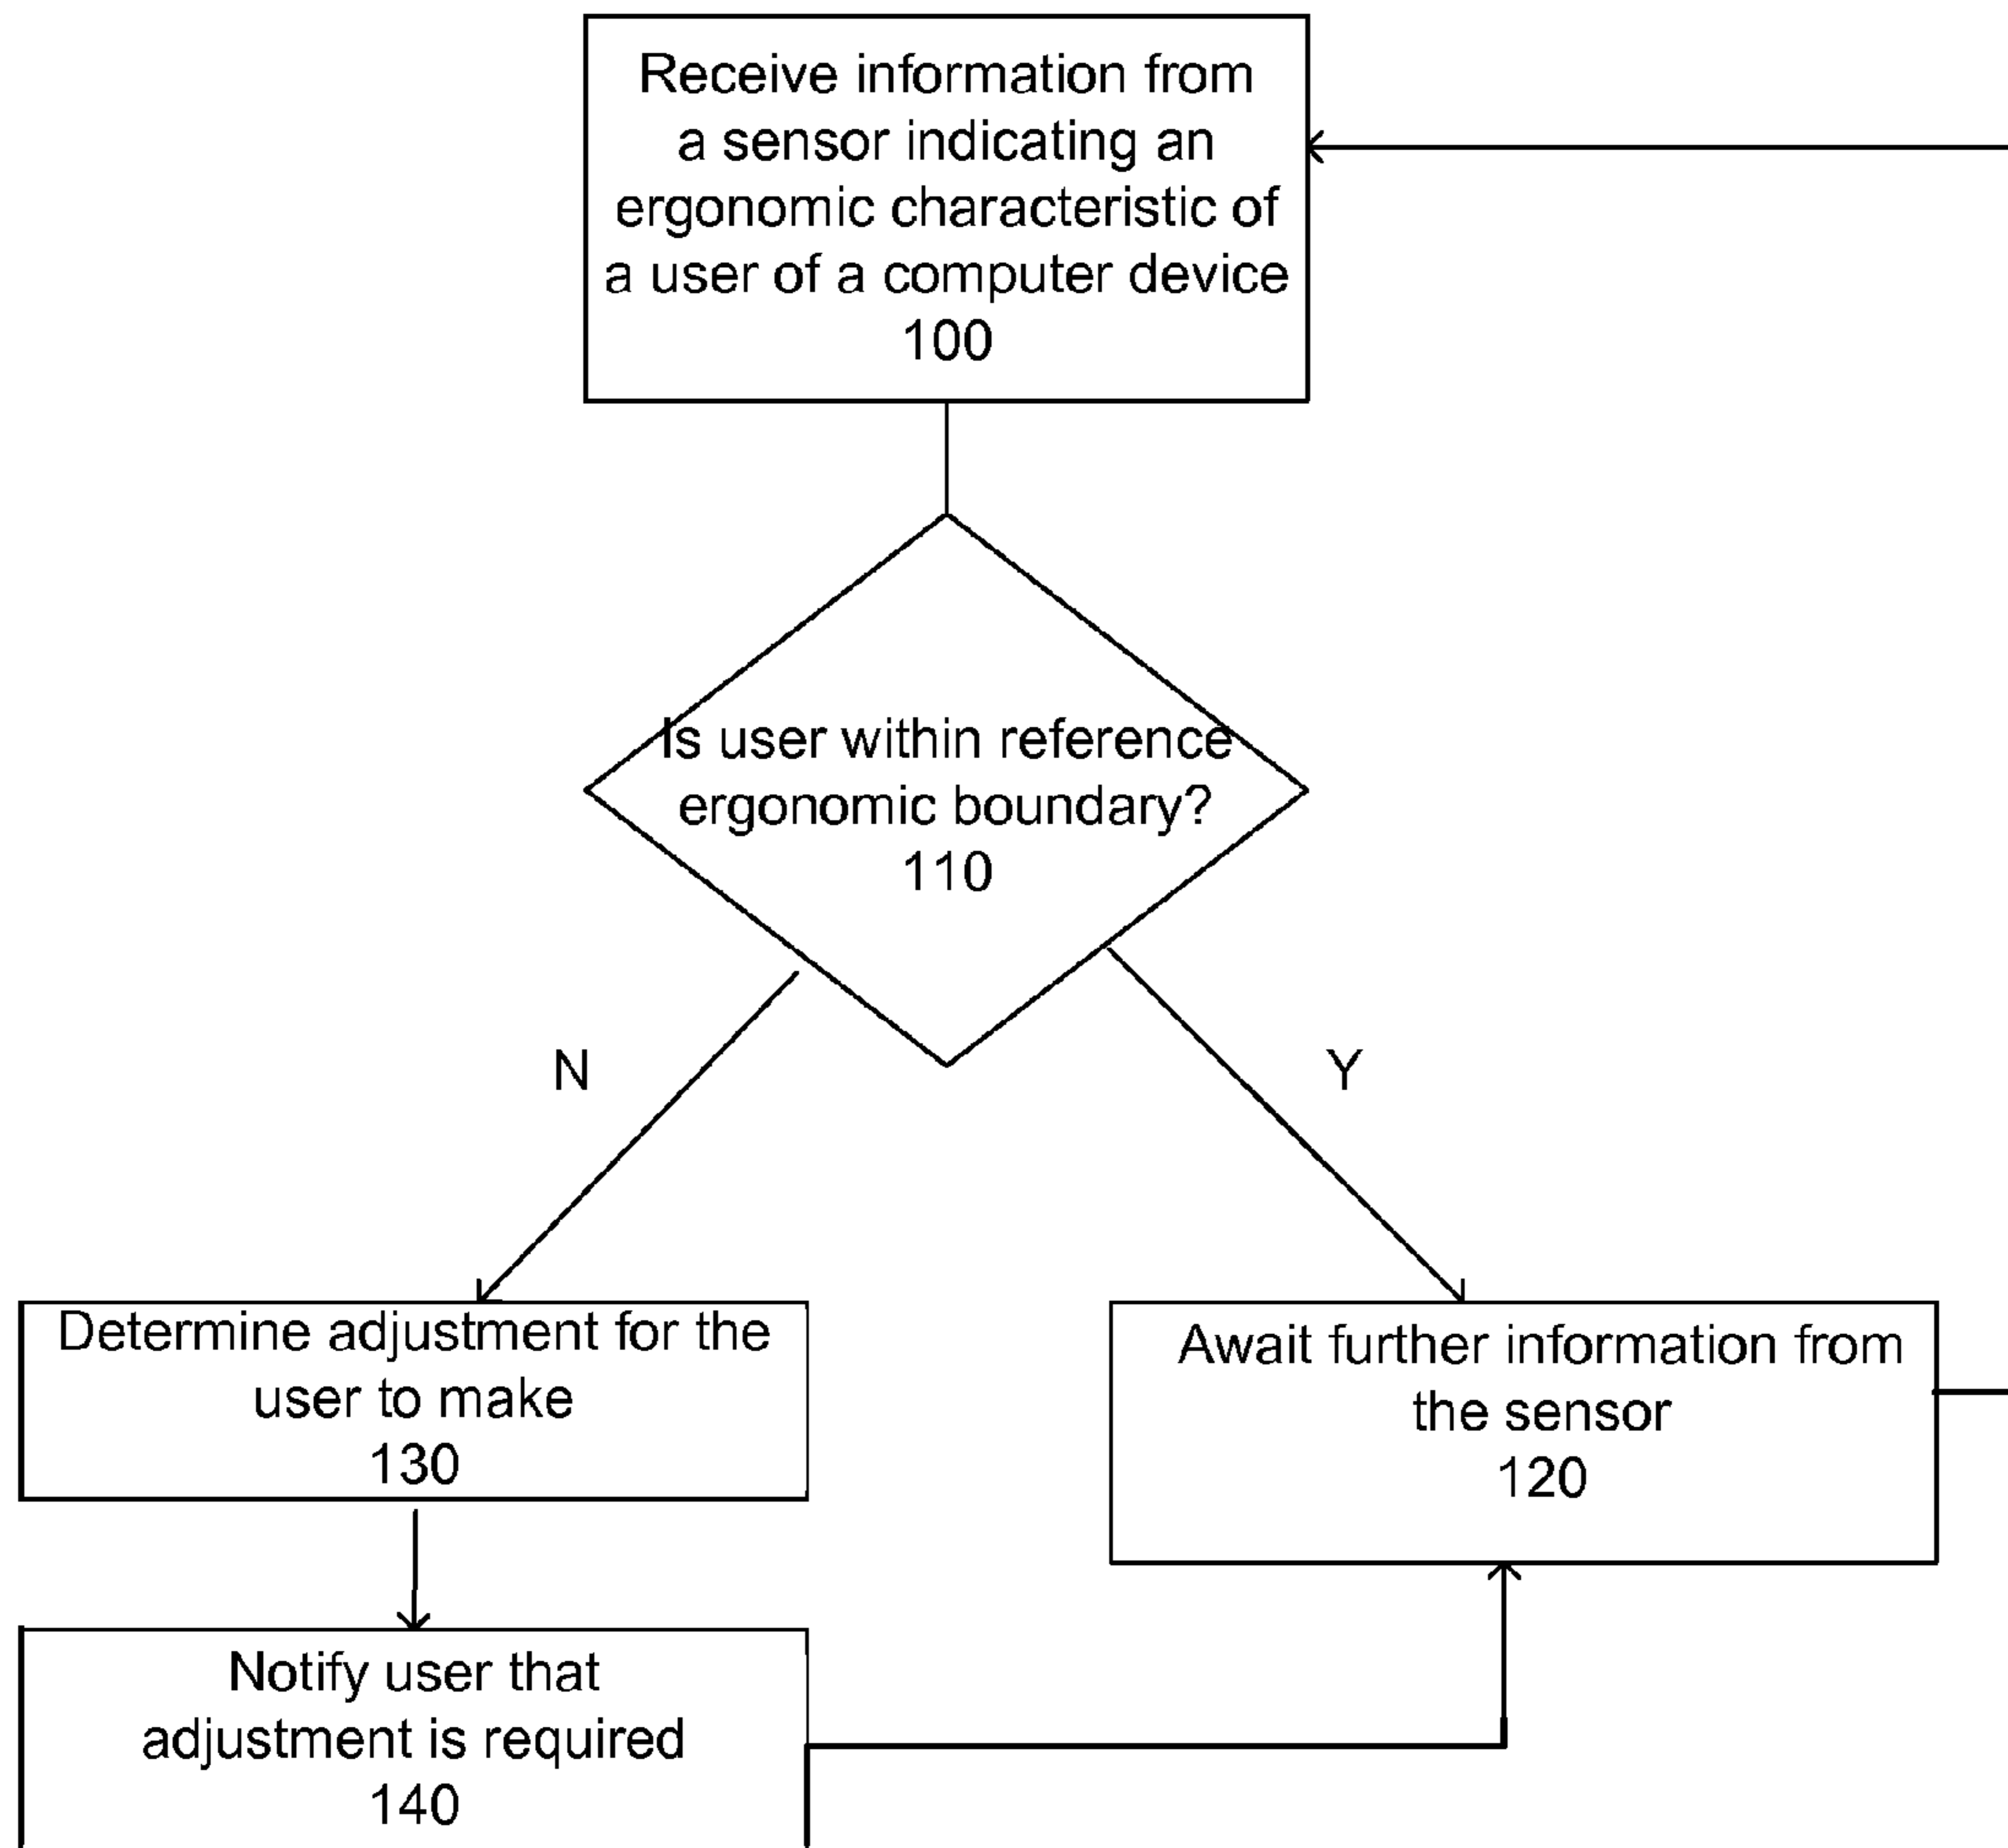 Receive information from
a sensor indicating an
ergonomic characteristic of
a user of a computer device
100
Is user within reference
ergonomic boundary?
110
N
Y
Determine adjustment for the
user to make
130
Await further information from
the sensor
120
Notify user that
adjustment is required
140